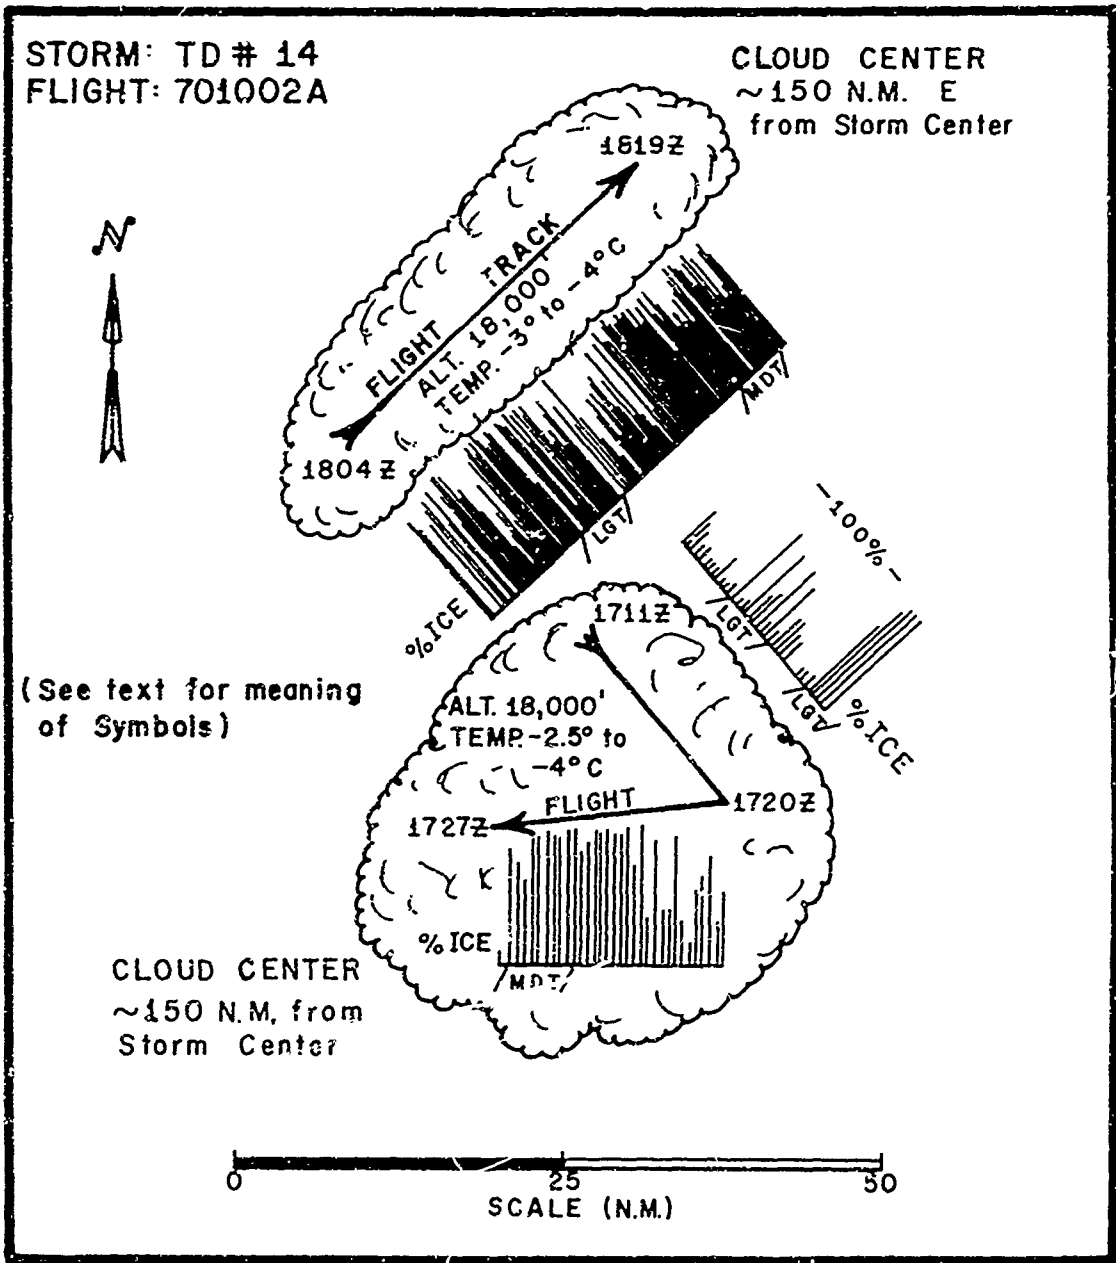 STORM: TD # 14
FLIGHT: 701002A
CLOUD CENTER
~150 N.M. E
from Storm Center
N
1819Z
FLIGHT TRACK
ALT. 18,000'
TEMP. -3° to -4°C
1804Z
MDT
LGT
% ICE
-100%-
LGT
LGT
% ICE
1711Z
(See text for meaning
of Symbols)
ALT. 18,000'
TEMP. -2.5° to
-4°C
FLIGHT
1720Z
1727Z
% ICE
MDT
CLOUD CENTER
~150 N.M. from
Storm Center
0 25 50
SCALE (N.M.)